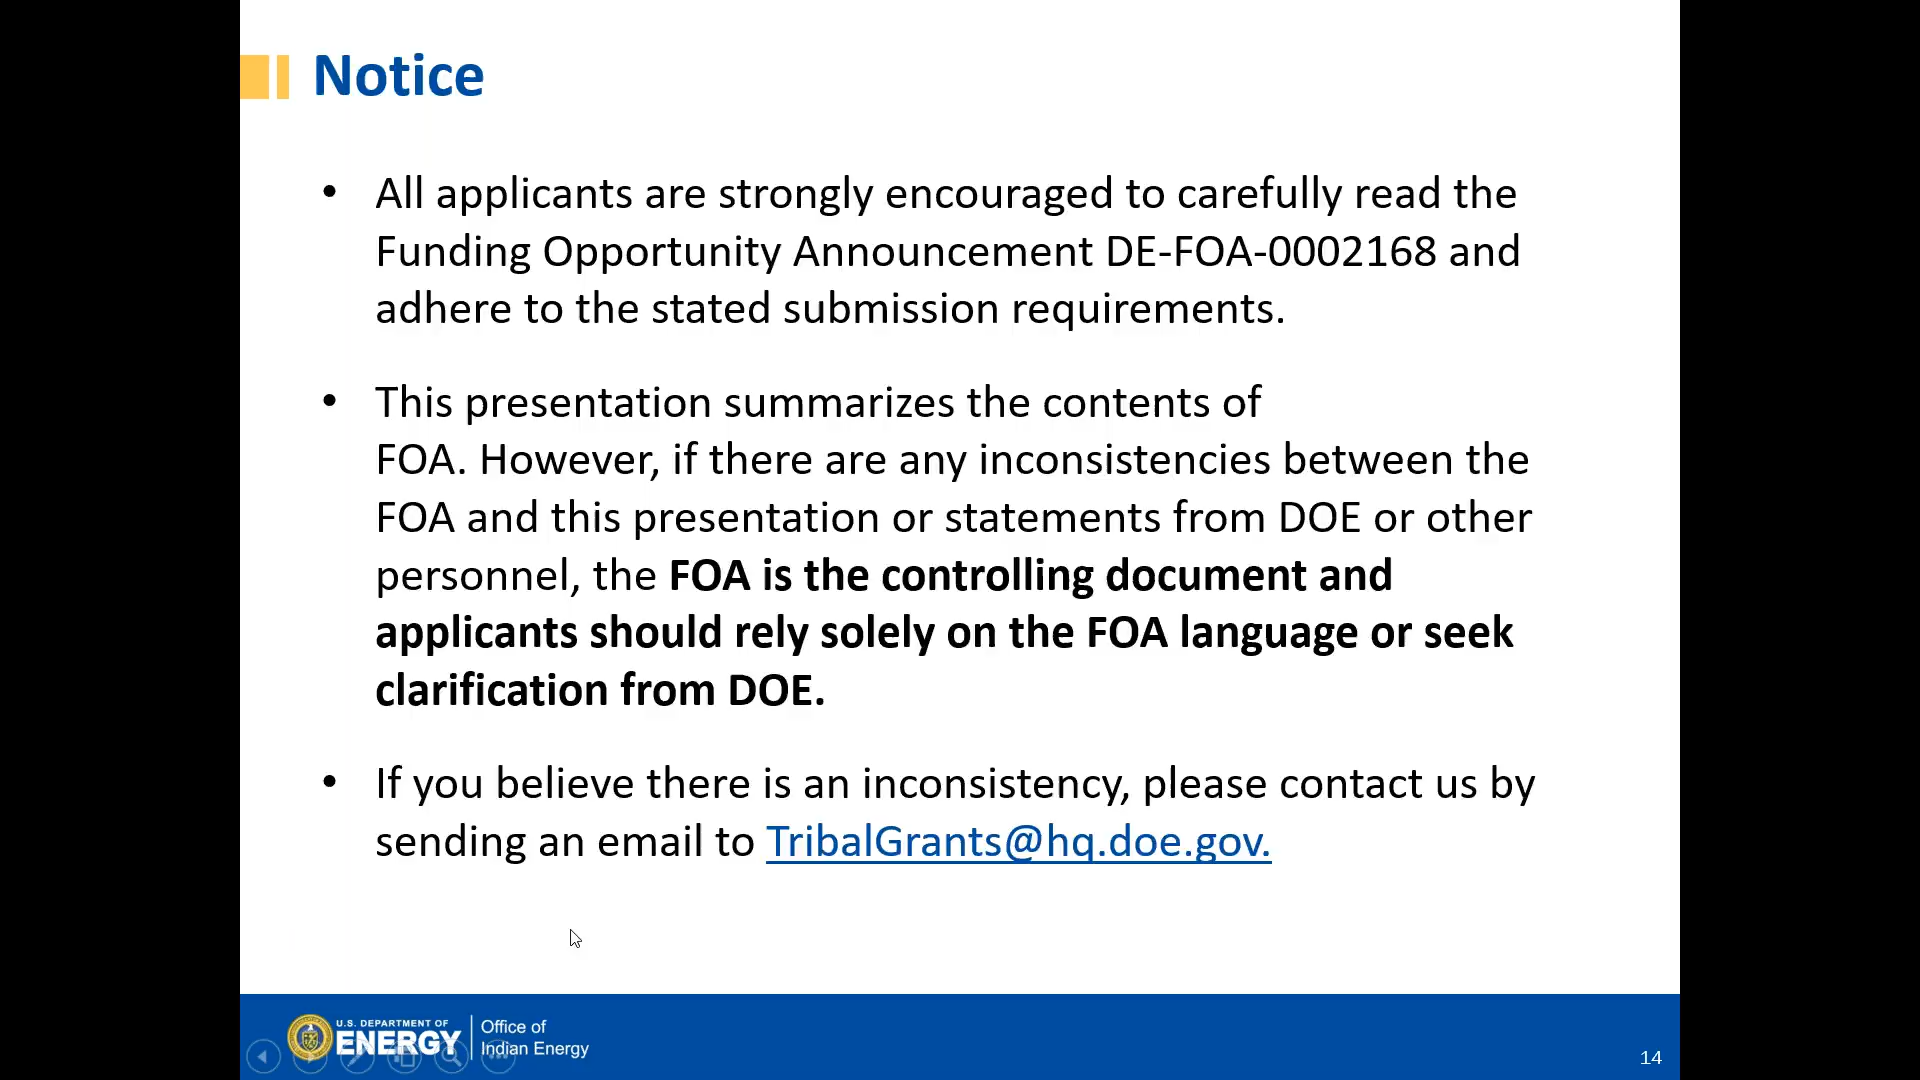 Notice
• All applicants are strongly encouraged to carefully read the
Funding Opportunity Announcement DE-FOA-0002168 and
adhere to the stated submission requirements.
• This presentation summarizes the contents of
FOA. However, if there are any inconsistencies between the
FOA and this presentation or statements from DOE or other
personnel, the FOA is the controlling document and
applicants should rely solely on the FOA language or seek
clarification from DOE.
• If you believe there is an inconsistency, please contact us by
sending an email to TribalGrants@hq.doe.gov.
U.S. DEPARTMENT OF
ENERGY
Office of
Indian Energy
14